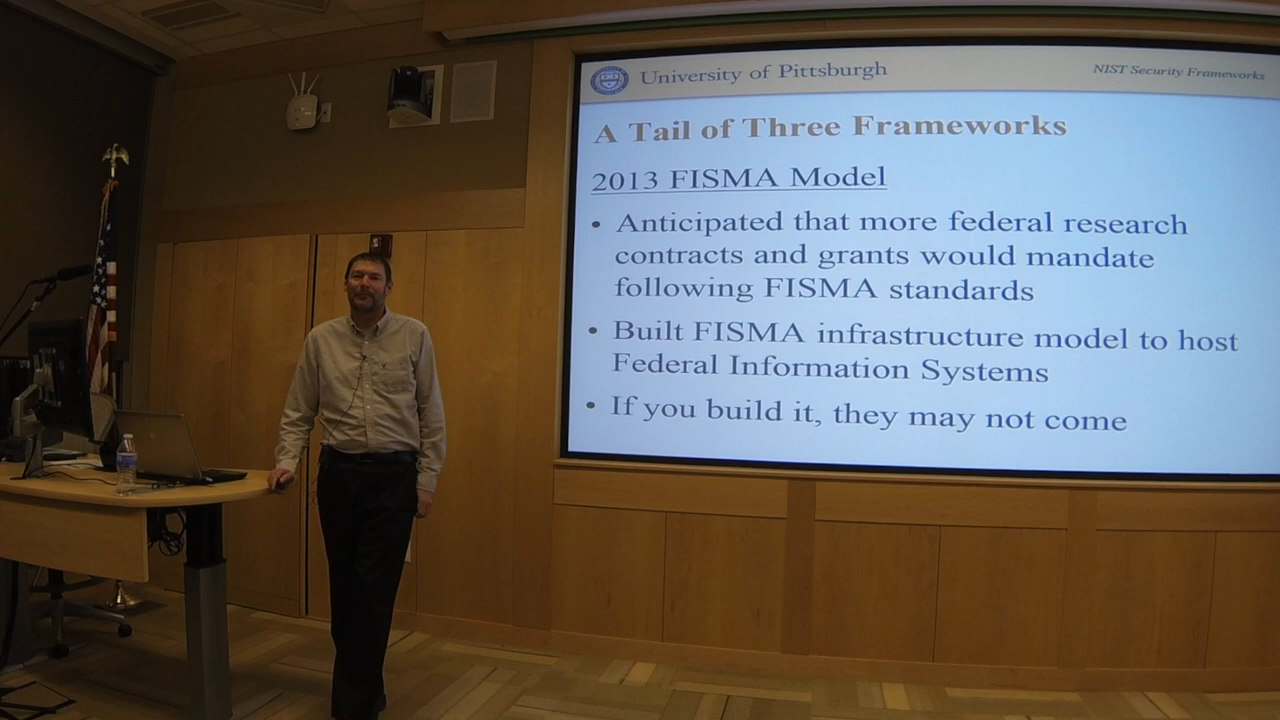 University of Pittsburgh
NIST Security Frameworks
A Tail of Three Frameworks
2013 FISMA Model
• Anticipated that more federal research
contracts and grants would mandate
following FISMA standards
• Built FISMA infrastructure model to host
Federal Information Systems
• If you build it, they may not come